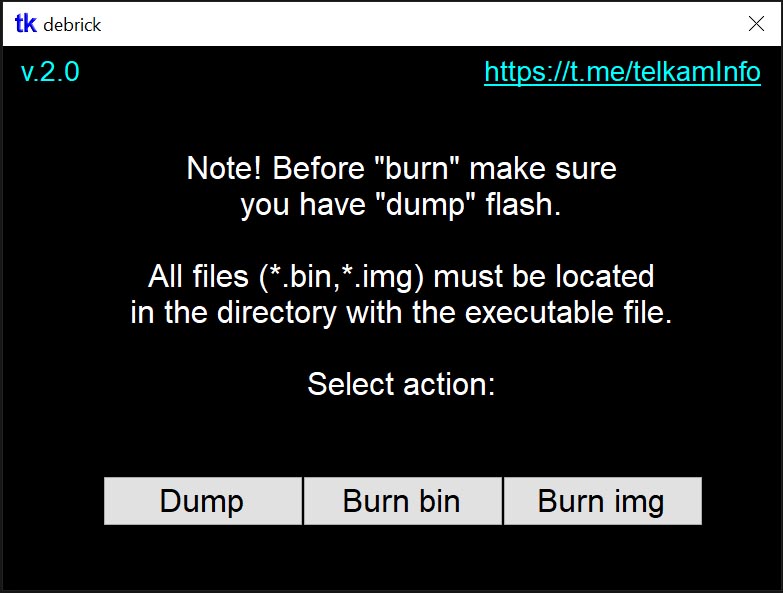 tk debrick
v.2.0
https://t.me/telkamInfo
Note! Before "burn" make sure
you have "dump" flash.
All files (*.bin,*.img) must be located
in the directory with the executable file.
Select action:
Dump
Burn bin
Burn img